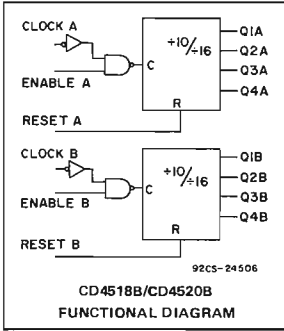 CLOCK A
ENABLE A
C
÷10/÷16
R
RESET A
Q1A
Q2A
Q3A
Q4A
CLOCK B
ENABLE B
C
÷10/÷16
R
RESET B
Q1B
Q2B
Q3B
Q4B
92CS-24506
CD4518B/CD4520B
FUNCTIONAL DIAGRAM